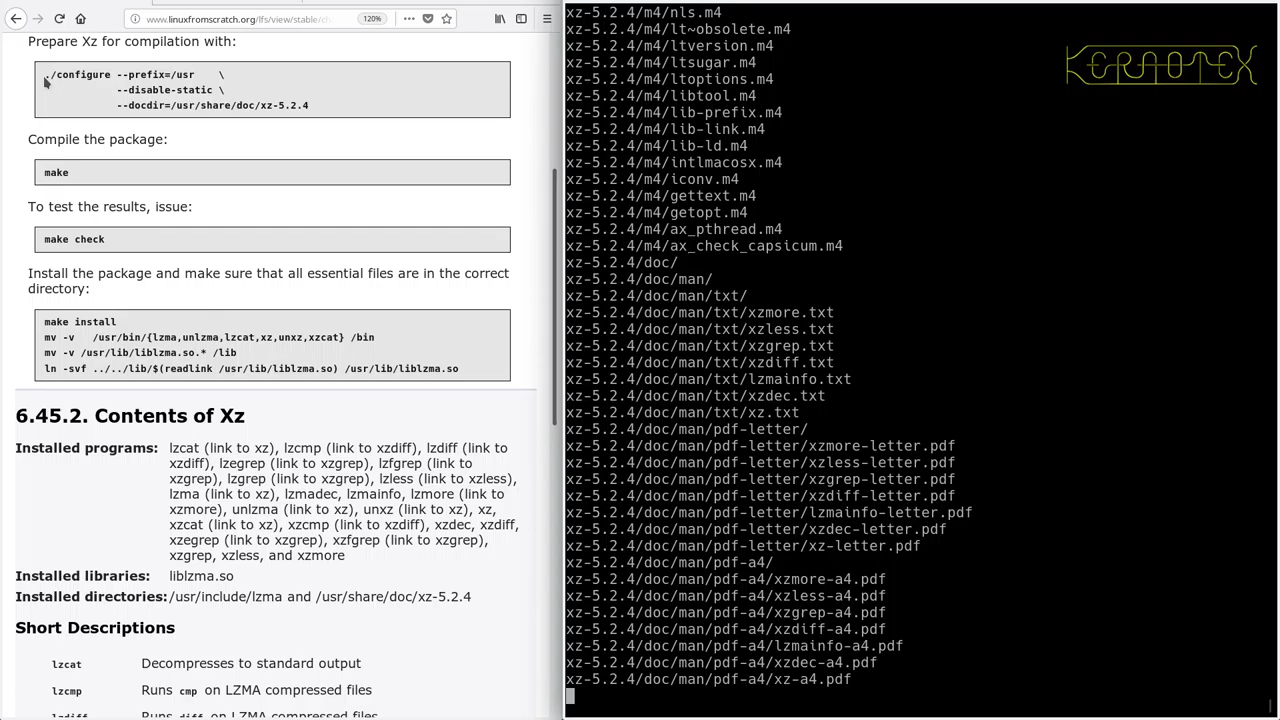 www.linuxfromscratch.org/lfs/view/stable/ch
120%
Prepare Xz for compilation with:
./configure --prefix=/usr    \
--disable-static \
--docdir=/usr/share/doc/xz-5.2.4
Compile the package:
make
To test the results, issue:
make check
Install the package and make sure that all essential files are in the correct
directory:
make install
mv -v   /usr/bin/{lzma,unlzma,lzcat,xz,unxz,xzcat} /bin
mv -v /usr/lib/liblzma.so.* /lib
ln -svf ../../lib/$(readlink /usr/lib/liblzma.so) /usr/lib/liblzma.so
6.45.2. Contents of Xz
Installed programs: lzcat (link to xz), lzcmp (link to xzdiff), lzdiff (link to
xzdiff), lzegrep (link to xzgrep), lzfgrep (link to
xzgrep), lzgrep (link to xzgrep), lzless (link to xzless),
lzma (link to xz), lzmadec, lzmainfo, lzmore (link to
xzmore), unlzma (link to xz), unxz (link to xz), xz,
xzcat (link to xz), xzcmp (link to xzdiff), xzdec, xzdiff,
xzegrep (link to xzgrep), xzfgrep (link to xzgrep),
xzgrep, xzless, and xzmore
Installed libraries: liblzma.so
Installed directories: /usr/include/lzma and /usr/share/doc/xz-5.2.4
Short Descriptions
lzcat Decompresses to standard output
lzcmp Runs cmp on LZMA compressed files
lzdiff Runs diff on LZMA compressed files
xz-5.2.4/m4/nls.m4
xz-5.2.4/m4/lt~obsolete.m4
xz-5.2.4/m4/ltversion.m4
xz-5.2.4/m4/ltsugar.m4
xz-5.2.4/m4/ltoptions.m4
xz-5.2.4/m4/libtool.m4
xz-5.2.4/m4/lib-prefix.m4
xz-5.2.4/m4/lib-link.m4
xz-5.2.4/m4/lib-ld.m4
xz-5.2.4/m4/intlmacosx.m4
xz-5.2.4/m4/iconv.m4
xz-5.2.4/m4/gettext.m4
xz-5.2.4/m4/getopt.m4
xz-5.2.4/m4/ax_pthread.m4
xz-5.2.4/m4/ax_check_capsicum.m4
xz-5.2.4/doc/
xz-5.2.4/doc/man/
xz-5.2.4/doc/man/txt/
xz-5.2.4/doc/man/txt/xzmore.txt
xz-5.2.4/doc/man/txt/xzless.txt
xz-5.2.4/doc/man/txt/xzgrep.txt
xz-5.2.4/doc/man/txt/xzdiff.txt
xz-5.2.4/doc/man/txt/lzmainfo.txt
xz-5.2.4/doc/man/txt/xzdec.txt
xz-5.2.4/doc/man/txt/xz.txt
xz-5.2.4/doc/man/pdf-letter/
xz-5.2.4/doc/man/pdf-letter/xzmore-letter.pdf
xz-5.2.4/doc/man/pdf-letter/xzless-letter.pdf
xz-5.2.4/doc/man/pdf-letter/xzgrep-letter.pdf
xz-5.2.4/doc/man/pdf-letter/xzdiff-letter.pdf
xz-5.2.4/doc/man/pdf-letter/lzmainfo-letter.pdf
xz-5.2.4/doc/man/pdf-letter/xzdec-letter.pdf
xz-5.2.4/doc/man/pdf-letter/xz-letter.pdf
xz-5.2.4/doc/man/pdf-a4/
xz-5.2.4/doc/man/pdf-a4/xzmore-a4.pdf
xz-5.2.4/doc/man/pdf-a4/xzless-a4.pdf
xz-5.2.4/doc/man/pdf-a4/xzgrep-a4.pdf
xz-5.2.4/doc/man/pdf-a4/xzdiff-a4.pdf
xz-5.2.4/doc/man/pdf-a4/lzmainfo-a4.pdf
xz-5.2.4/doc/man/pdf-a4/xzdec-a4.pdf
xz-5.2.4/doc/man/pdf-a4/xz-a4.pdf